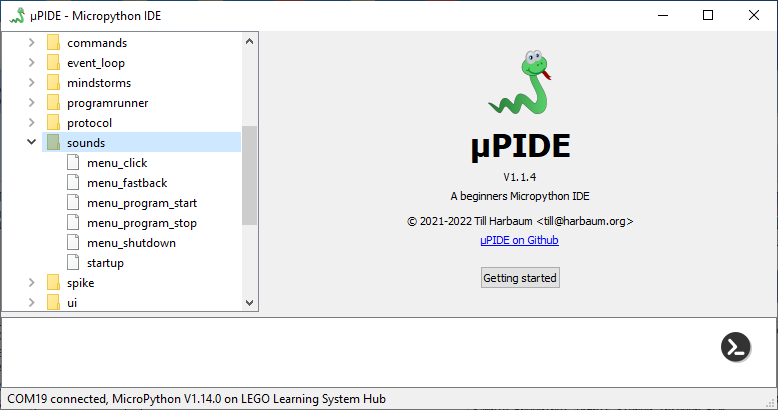 µPIDE - Micropython IDE
commands
event_loop
mindstorms
programrunner
protocol
sounds
menu_click
menu_fastback
menu_program_start
menu_program_stop
menu_shutdown
startup
spike
ui
µPIDE
V1.1.4
A beginners Micropython IDE
© 2021-2022 Till Harbaum <till@harbaum.org>
µPIDE on Github
Getting started
COM19 connected, MicroPython V1.14.0 on LEGO Learning System Hub